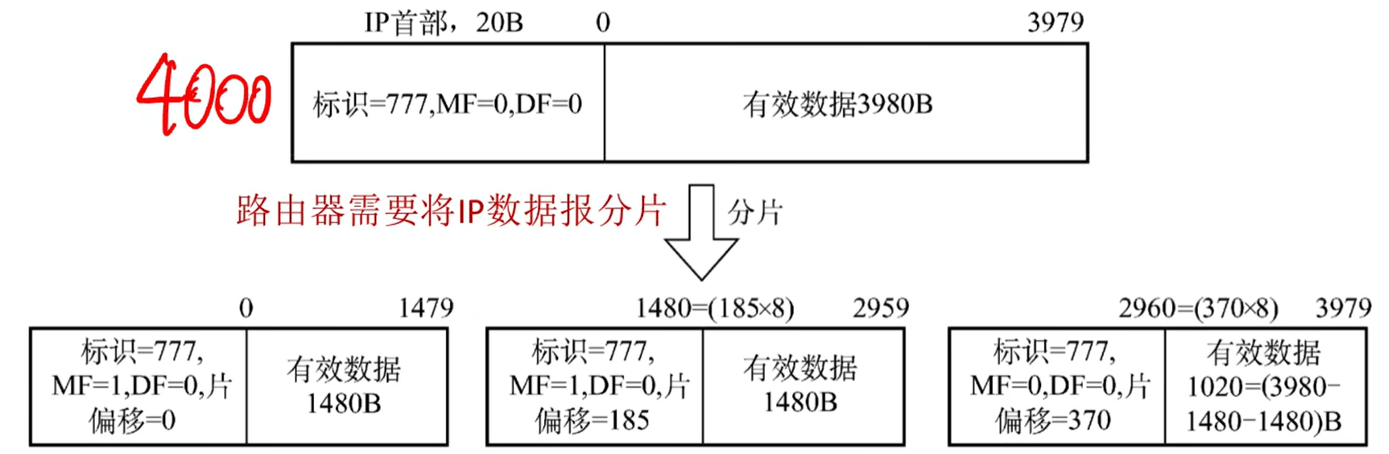 IP首部，20B 0 3979
4000
标识=777,MF=0,DF=0
有效数据3980B
路由器需要将IP数据报分片
分片
0 1479
标识=777,
MF=1,DF=0,片
偏移=0
有效数据
1480B
1480=(185×8) 2959
标识=777,
MF=1,DF=0,片
偏移=185
有效数据
1480B
2960=(370×8) 3979
标识=777,
MF=0,DF=0,片
偏移=370
有效数据
1020=(3980-
1480-1480)B